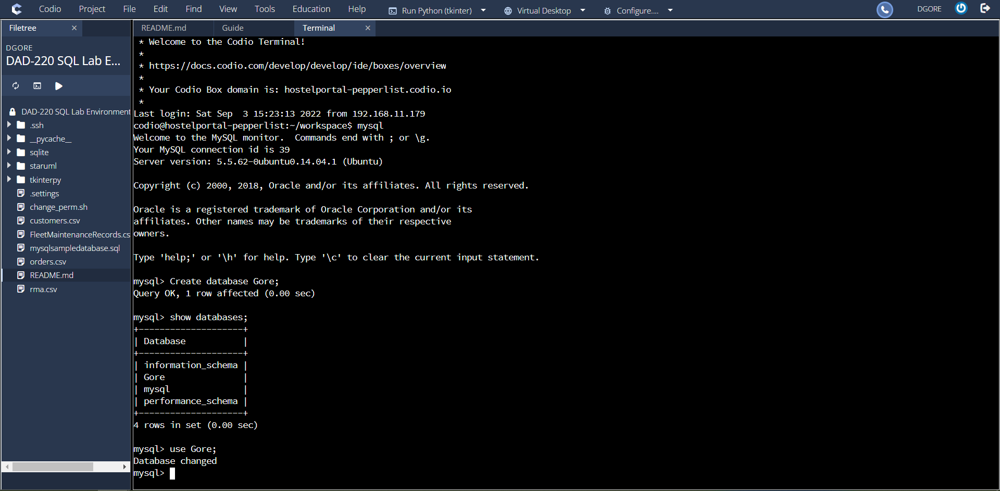 Codio Project File Edit Find View Tools Education Help Run Python (tkinter) Virtual Desktop Configure.... DGORE
Filetree
README.md Guide Terminal
DGORE
DAD-220 SQL Lab E...
DAD-220 SQL Lab Environment
.ssh
__pycache__
sqlite
staruml
tkinterpy
.settings
change_perm.sh
customers.csv
FleetMaintenanceRecords.cs
mysqlsampledatabase.sql
orders.csv
README.md
rma.csv
* Welcome to the Codio Terminal!
*
* https://docs.codio.com/develop/develop/ide/boxes/overview
*
* Your Codio Box domain is: hostelportal-pepperlist.codio.io
*
Last login: Sat Sep  3 15:23:13 2022 from 192.168.11.179
codio@hostelportal-pepperlist:~/workspace$ mysql
Welcome to the MySQL monitor.  Commands end with ; or \g.
Your MySQL connection id is 39
Server version: 5.5.62-0ubuntu0.14.04.1 (Ubuntu)
Copyright (c) 2000, 2018, Oracle and/or its affiliates. All rights reserved.
Oracle is a registered trademark of Oracle Corporation and/or its
affiliates. Other names may be trademarks of their respective
owners.
Type 'help;' or '\h' for help. Type '\c' to clear the current input statement.
mysql> Create database Gore;
Query OK, 1 row affected (0.00 sec)
mysql> show databases;
+--------------------+
| Database           |
+--------------------+
| information_schema |
| Gore               |
| mysql              |
| performance_schema |
+--------------------+
4 rows in set (0.00 sec)
mysql> use Gore;
Database changed
mysql>